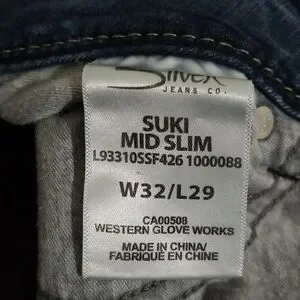 Silver
JEANS CO.
SUKI
MID SLIM
L93310SSF426 1000088
W32/L29
CA00508
WESTERN GLOVE WORKS
MADE IN CHINA/
FABRIQUÉ EN CHINE